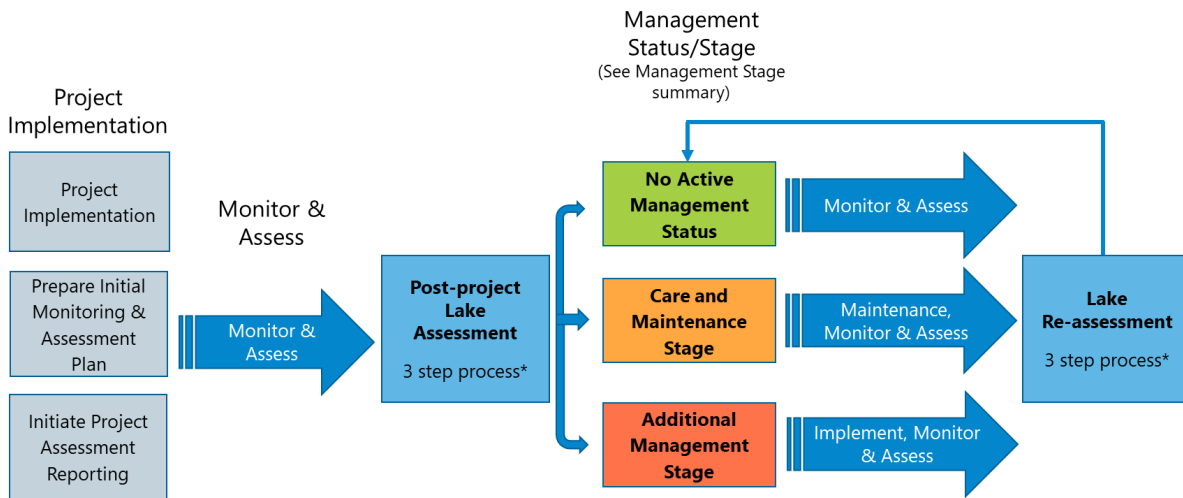 Management
Status/Stage
(See Management Stage
summary)
Project
Implementation
Project
Implementation
Prepare Initial
Monitoring &
Assessment
Plan
Initiate Project
Assessment
Reporting
Monitor &
Assess
Monitor &
Assess
Post-project
Lake
Assessment
3 step process*
No Active
Management
Status
Monitor & Assess
Care and
Maintenance
Stage
Maintenance,
Monitor & Assess
Additional
Management
Stage
Implement, Monitor
& Assess
Lake
Re-assessment
3 step process*